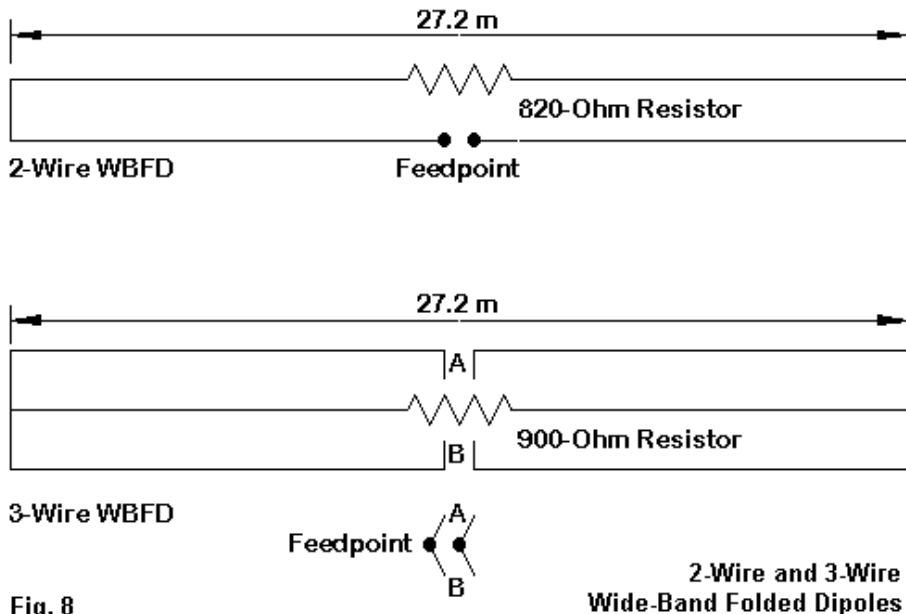 27.2 m
820-Ohm Resistor
2-Wire WBFD
Feedpoint
27.2 m
A
900-Ohm Resistor
B
3-Wire WBFD
A
Feedpoint
B
2-Wire and 3-Wire
Fig. 8
Wide-Band Folded Dipoles